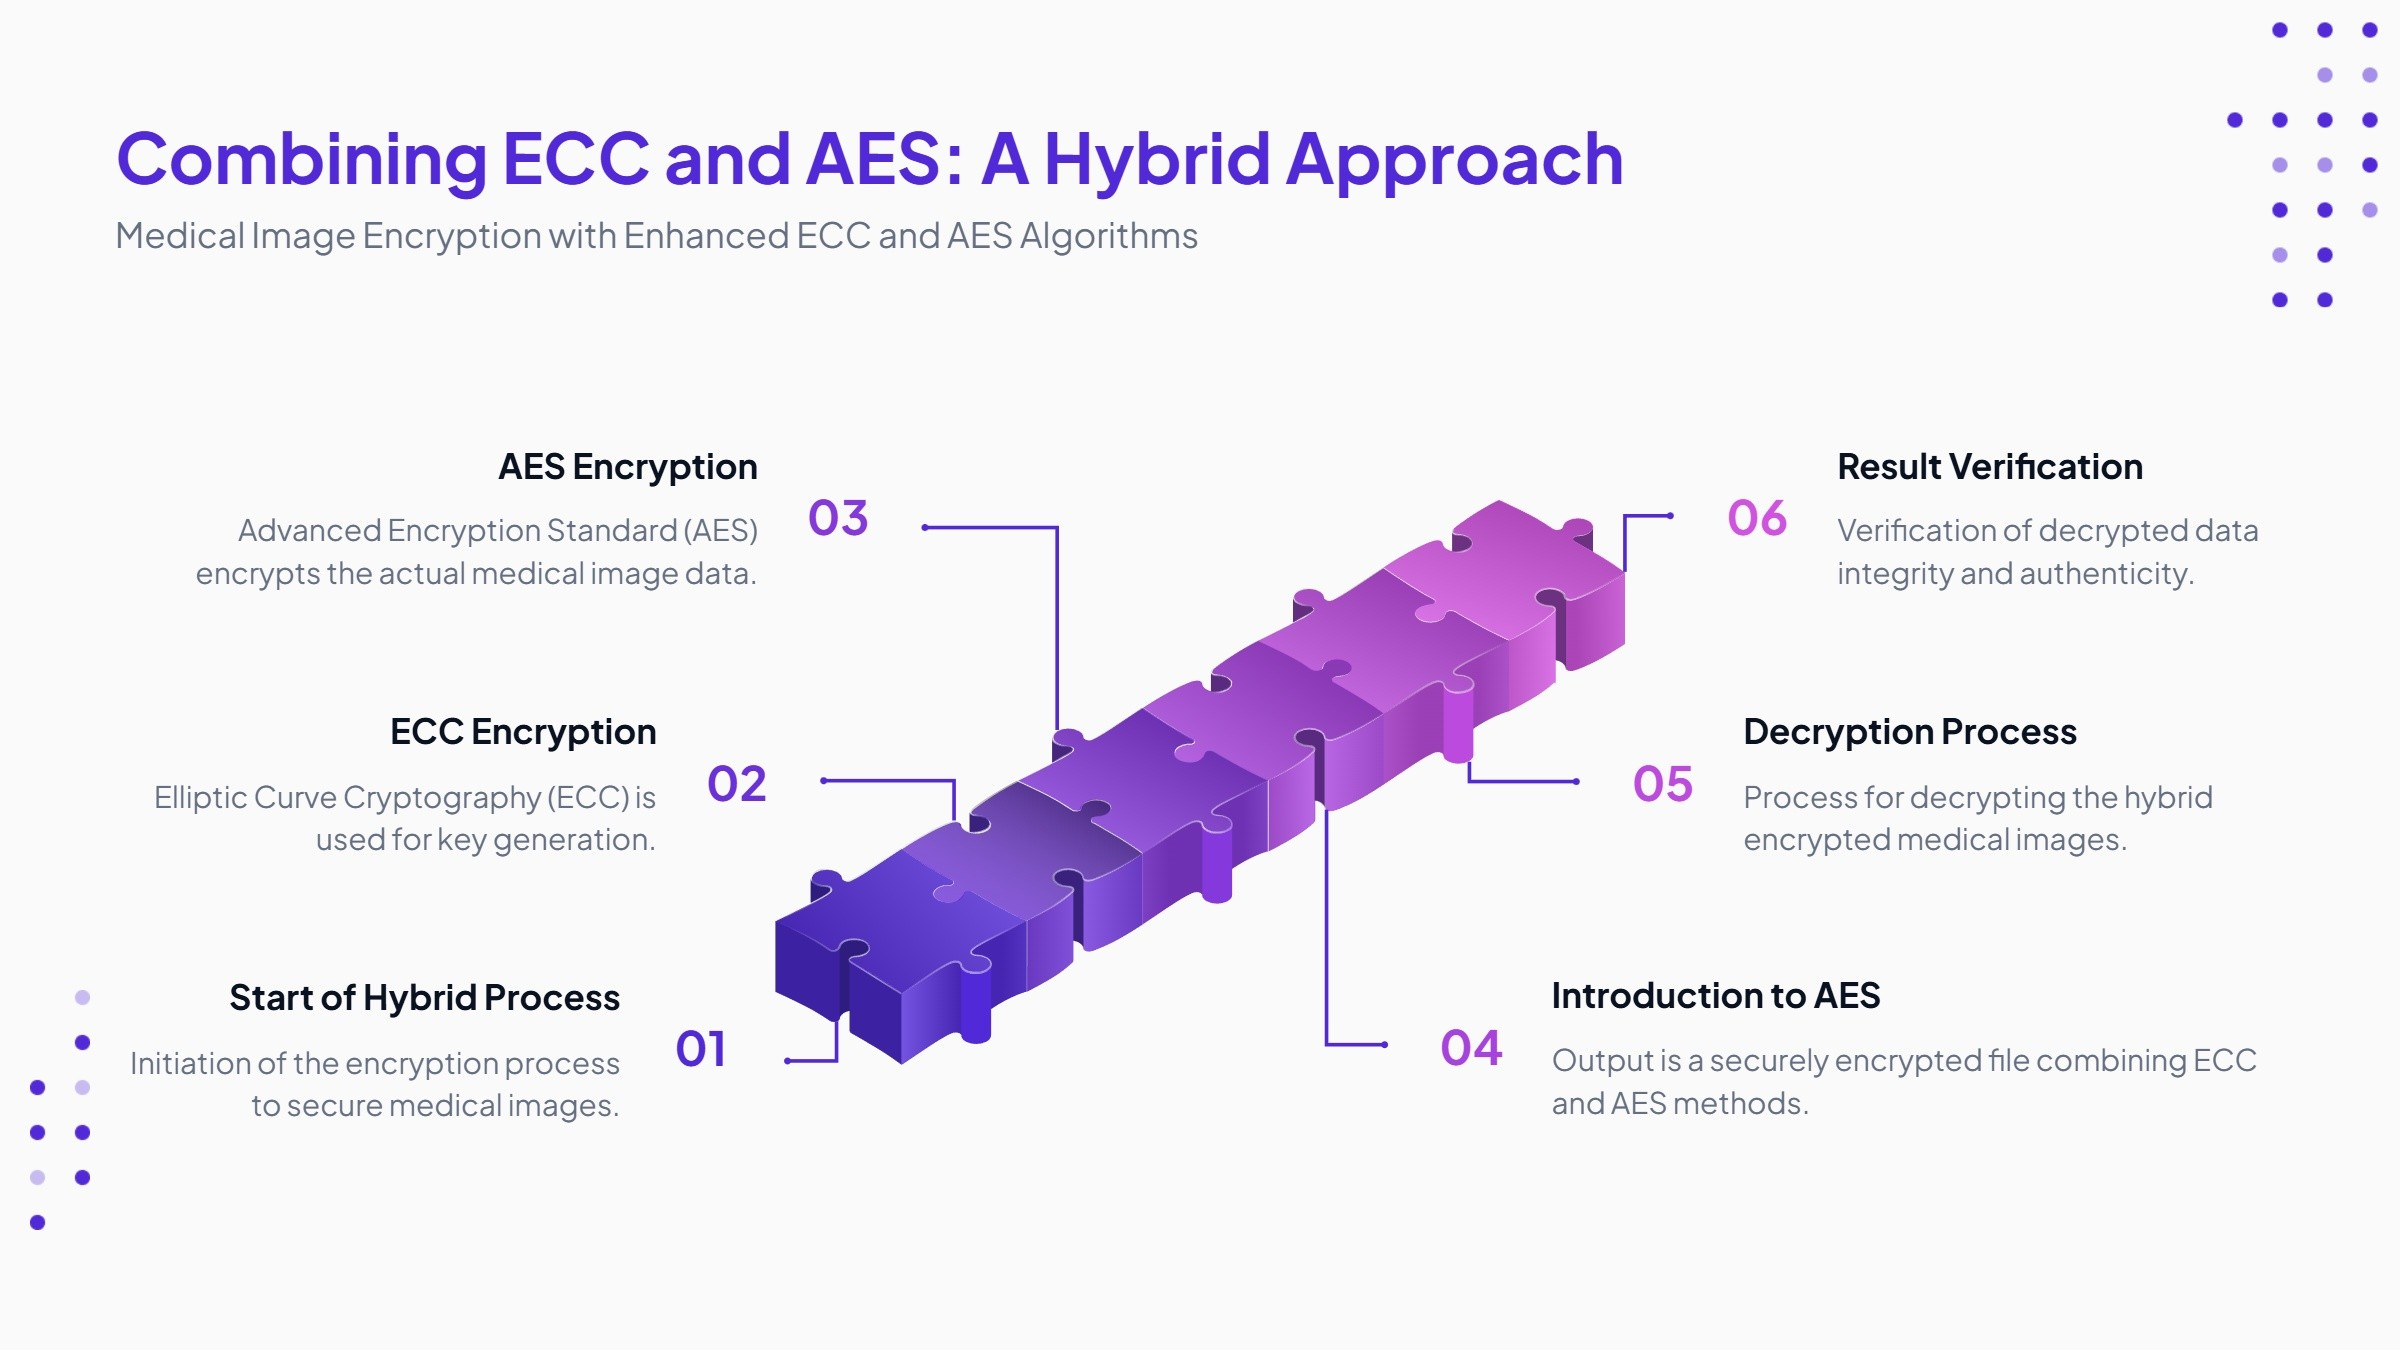 Combining ECC and AES: A Hybrid Approach
Medical Image Encryption with Enhanced ECC and AES Algorithms
01
Start of Hybrid Process
Initiation of the encryption process
to secure medical images.
02
ECC Encryption
Elliptic Curve Cryptography (ECC) is
used for key generation.
03
AES Encryption
Advanced Encryption Standard (AES)
encrypts the actual medical image data.
04
Introduction to AES
Output is a securely encrypted file combining ECC
and AES methods.
05
Decryption Process
Process for decrypting the hybrid
encrypted medical images.
06
Result Verification
Verification of decrypted data
integrity and authenticity.